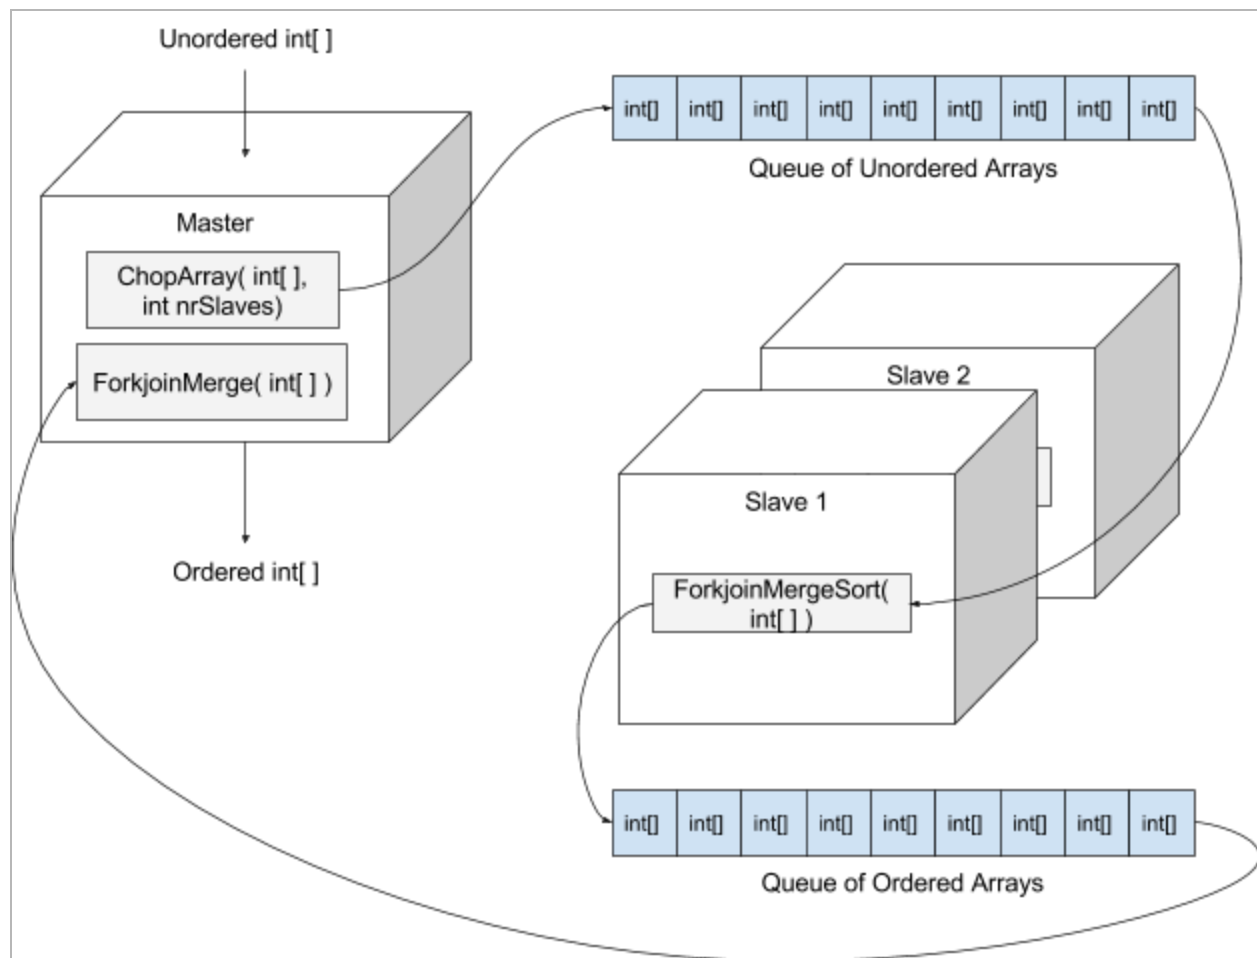 Unordered int[ ]
int[] int[] int[] int[] int[] int[] int[] int[] int[]
Queue of Unordered Arrays
Master
ChopArray( int[ ],
int nrSlaves)
ForkjoinMerge( int[ ] )
Ordered int[ ]
Slave 2
Slave 1
ForkjoinMergeSort(
int[ ] )
int[] int[] int[] int[] int[] int[] int[] int[] int[]
Queue of Ordered Arrays